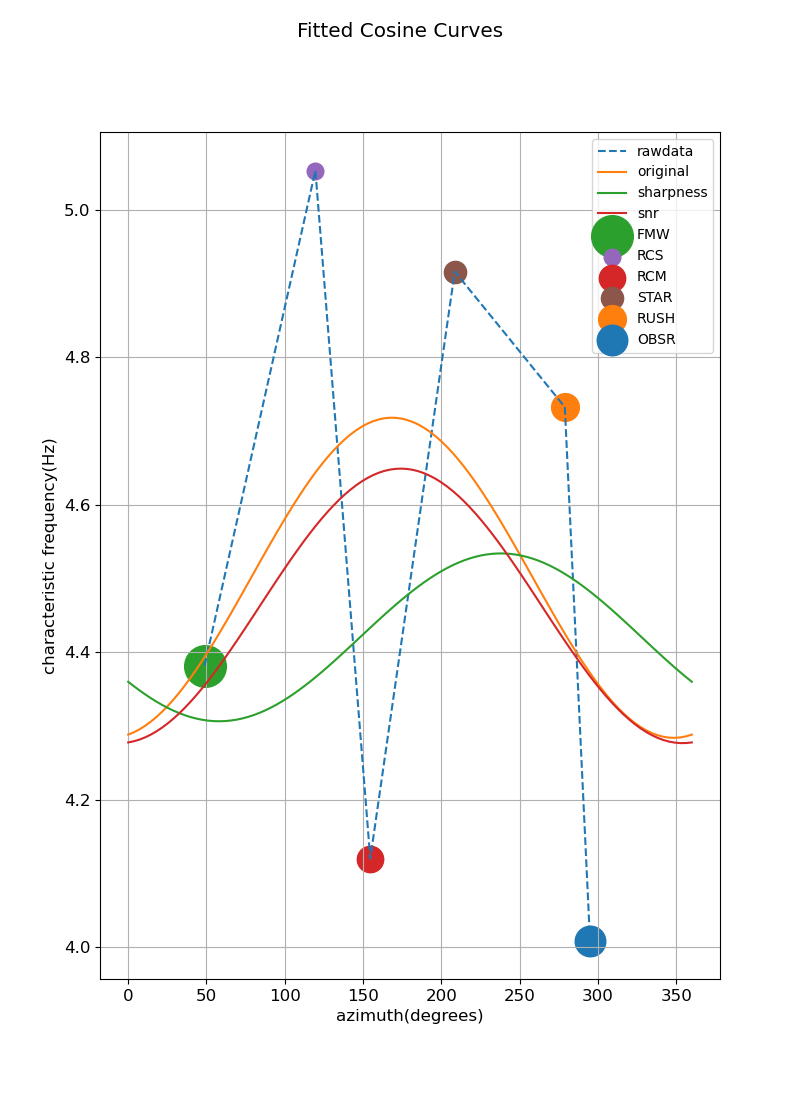 Fitted Cosine Curves
rawdata
original
sharpness
snr
FMW
RCS
RCM
STAR
RUSH
OBSR
5.0
4.8
4.6
4.4
4.2
4.0
characteristic frequency(Hz)
0 50 100 150 200 250 300 350
azimuth(degrees)